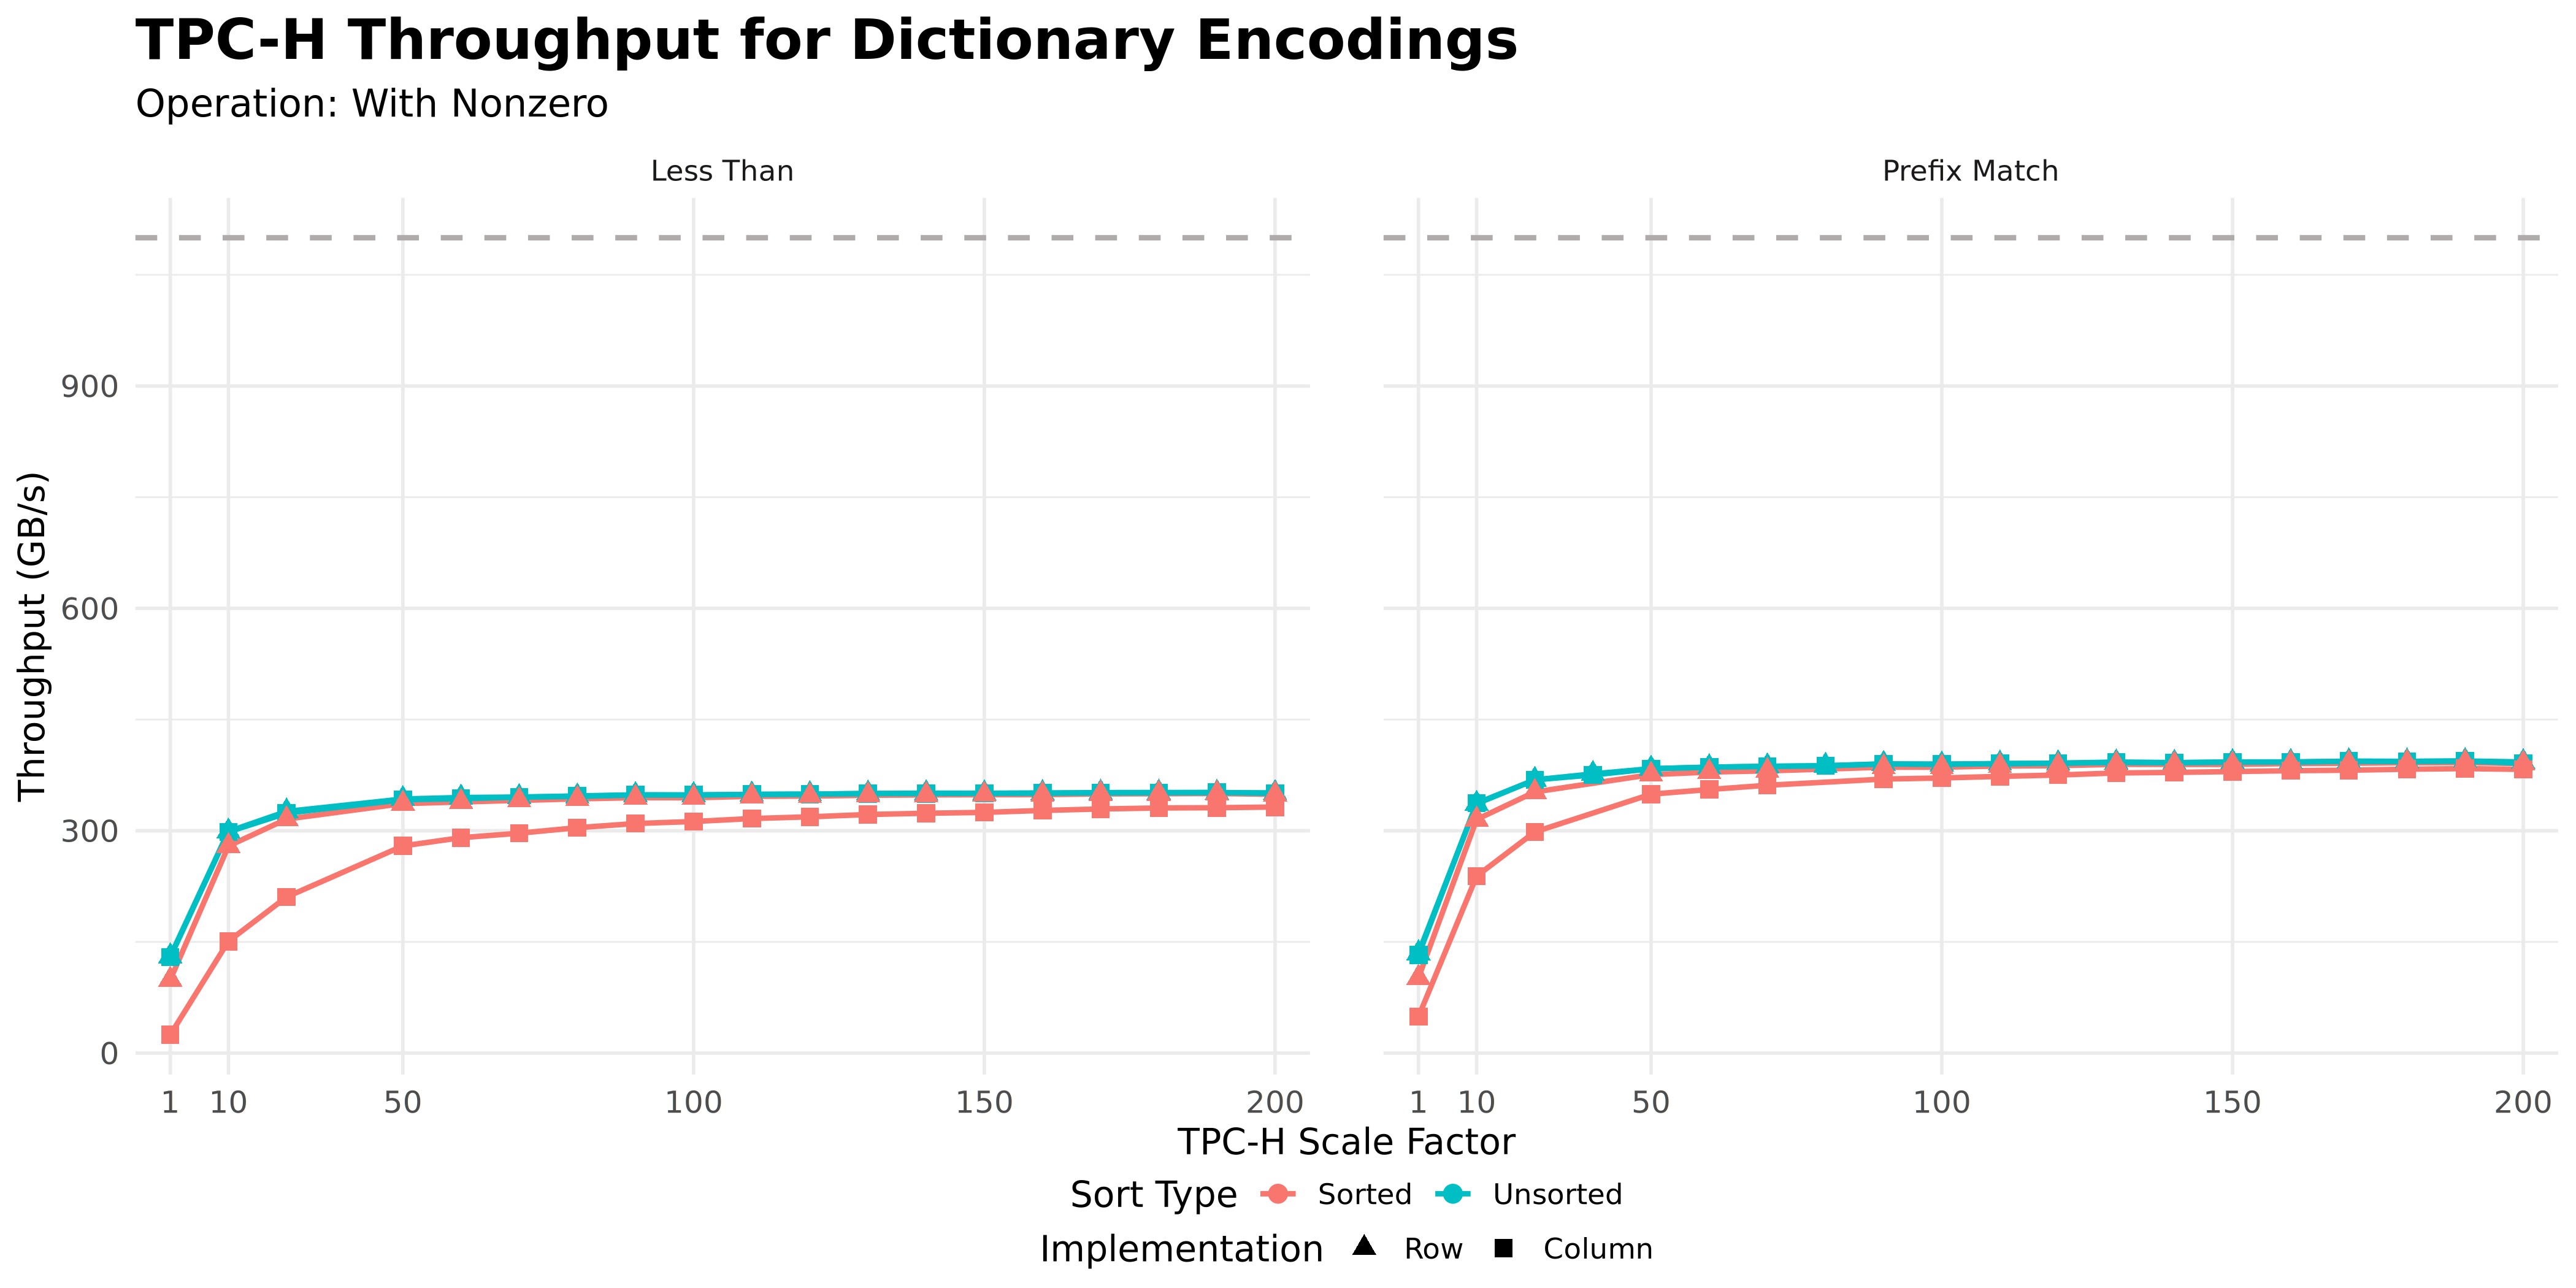 TPC-H Throughput for Dictionary Encodings
Operation: With Nonzero
Less Than
Prefix Match
Throughput (GB/s)
900
600
300
0
1 10 50 100 150 200
1 10 50 100 150 200
TPC-H Scale Factor
Sort Type Sorted Unsorted
Implementation Row Column